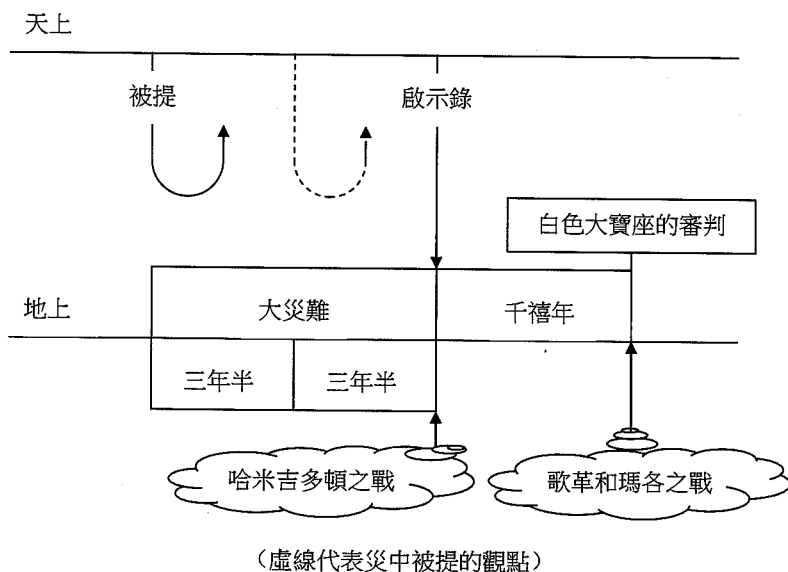 天上
被提
啟示錄
白色大寶座的審判
地上
大災難
千禧年
三年半
三年半
哈米吉多頓之戰
歌革和瑪各之戰
（虛線代表災中被提的觀點）